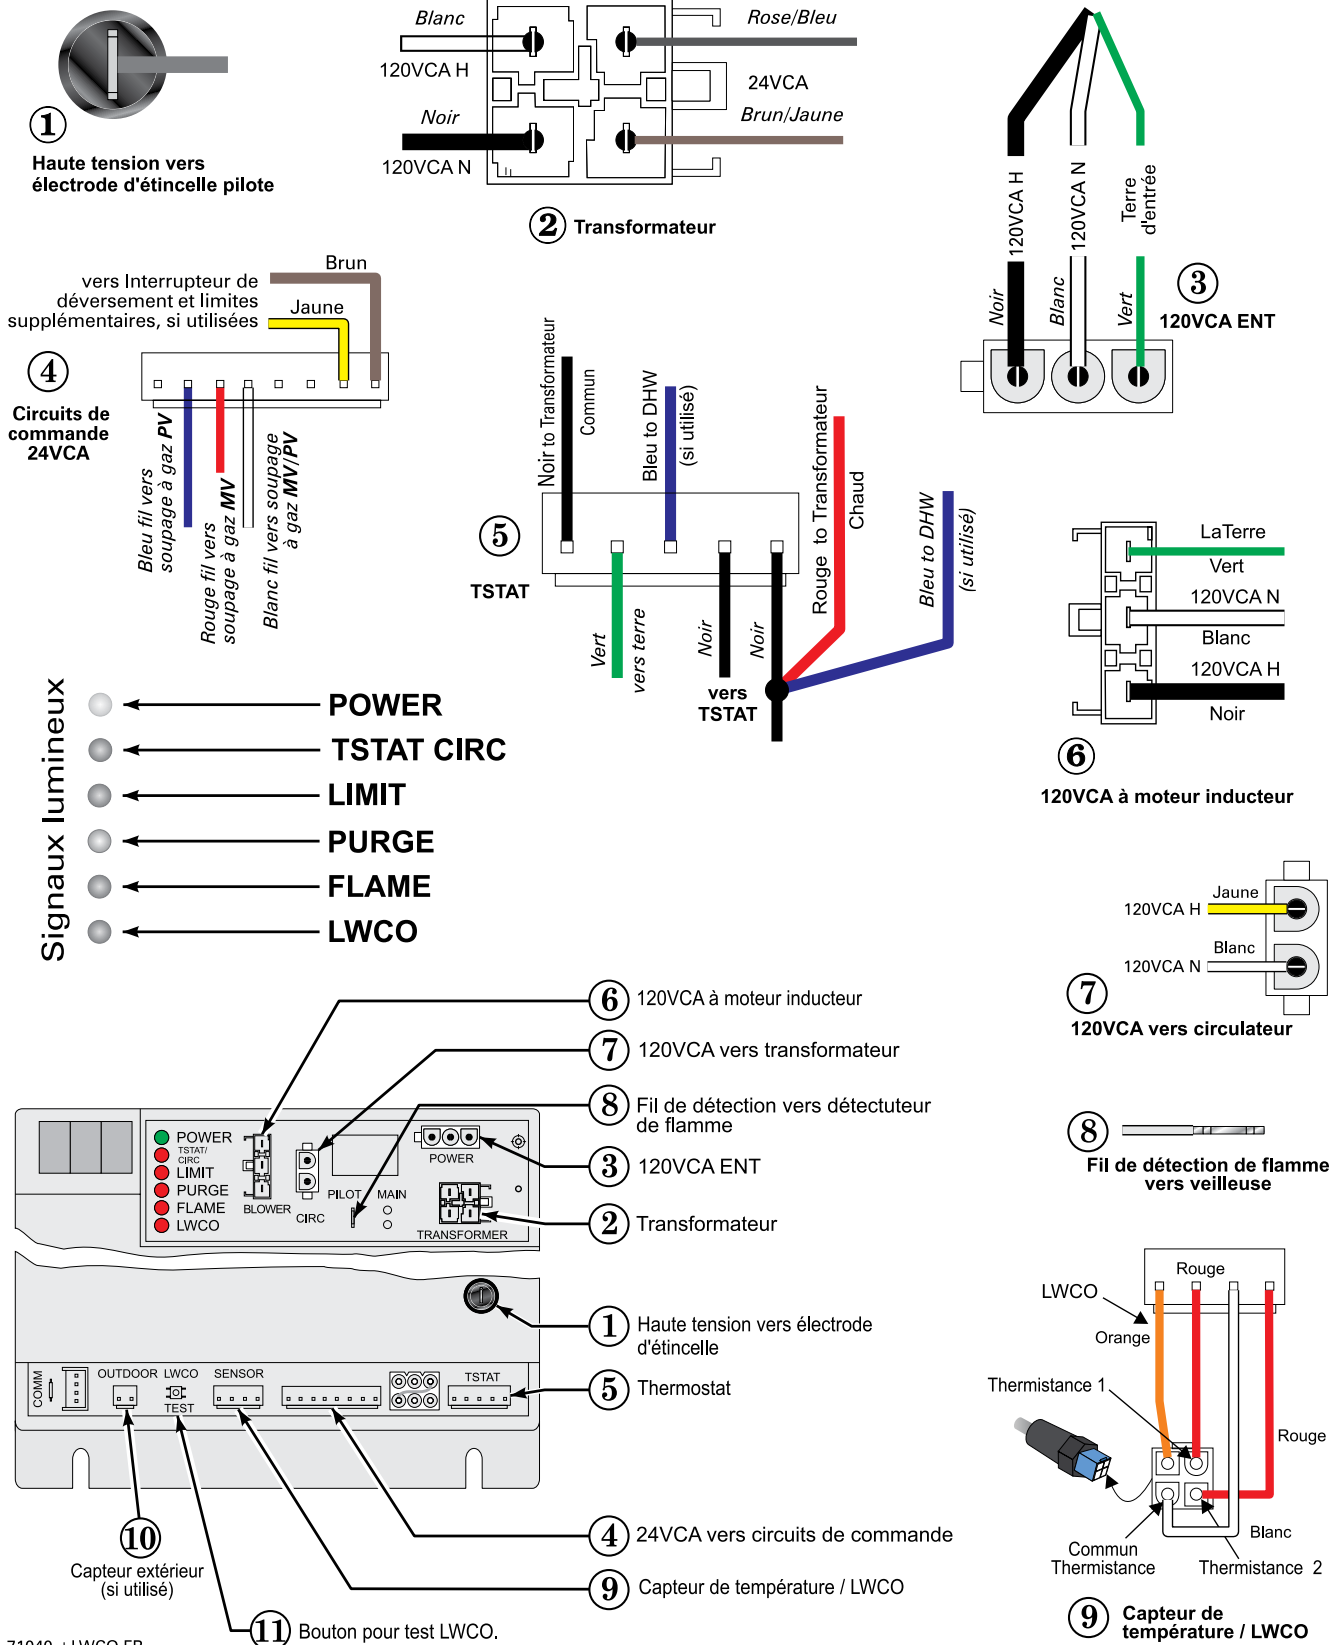 1
Haute tension vers
électrode d'étincelle pilote
Blanc
120VCA H
Noir
120VCA N
Rose/Bleu
24VCA
Brun/Jaune
2 Transformateur
120VCA H
120VCA N
Terre
d'entrée
Noir
Blanc
Vert
3
120VCA ENT
Brun
vers Interrupteur de
déversement et limites
supplémentaires, si utilisées
Jaune
4
Circuits de
commande
24VCA
Bleu fil vers
soupage à gaz PV
Rouge fil vers
soupage à gaz MV
Blanc fil vers soupage
à gaz MV/PV
Noir to Transformateur
Commun
Bleu to DHW
(si utilisé)
Rouge to Transformateur
Chaud
Bleu to DHW
(si utilisé)
5
TSTAT
Vert
vers terre
Noir
Noir
vers
TSTAT
La Terre
Vert
120VCA N
Blanc
120VCA H
Noir
6
120VCA à moteur inducteur
Signaux lumineux
POWER
TSTAT CIRC
LIMIT
PURGE
FLAME
LWCO
Jaune
120VCA H
Blanc
120VCA N
7
120VCA vers circulateur
6 120VCA à moteur inducteur
7 120VCA vers transformateur
8 Fil de détection vers détectuteur
de flamme
3 120VCA ENT
2 Transformateur
1 Haute tension vers électrode
d'étincelle
5 Thermostat
4 24VCA vers circuits de commande
9 Capteur de température / LWCO
POWER
TSTAT/
CIRC
LIMIT
PURGE
FLAME
LWCO
BLOWER
CIRC
PILOT
MAIN
POWER
TRANSFORMER
COMM
OUTDOOR
LWCO
TEST
SENSOR
TSTAT
10
Capteur extérieur
(si utilisé)
11 Bouton pour test LWCO.
8
Fil de détection de flamme
vers veilleuse
Rouge
LWCO
Orange
Thermistance 1
Rouge
Blanc
Commun
Thermistance
Thermistance 2
9 Capteur de
température / LWCO